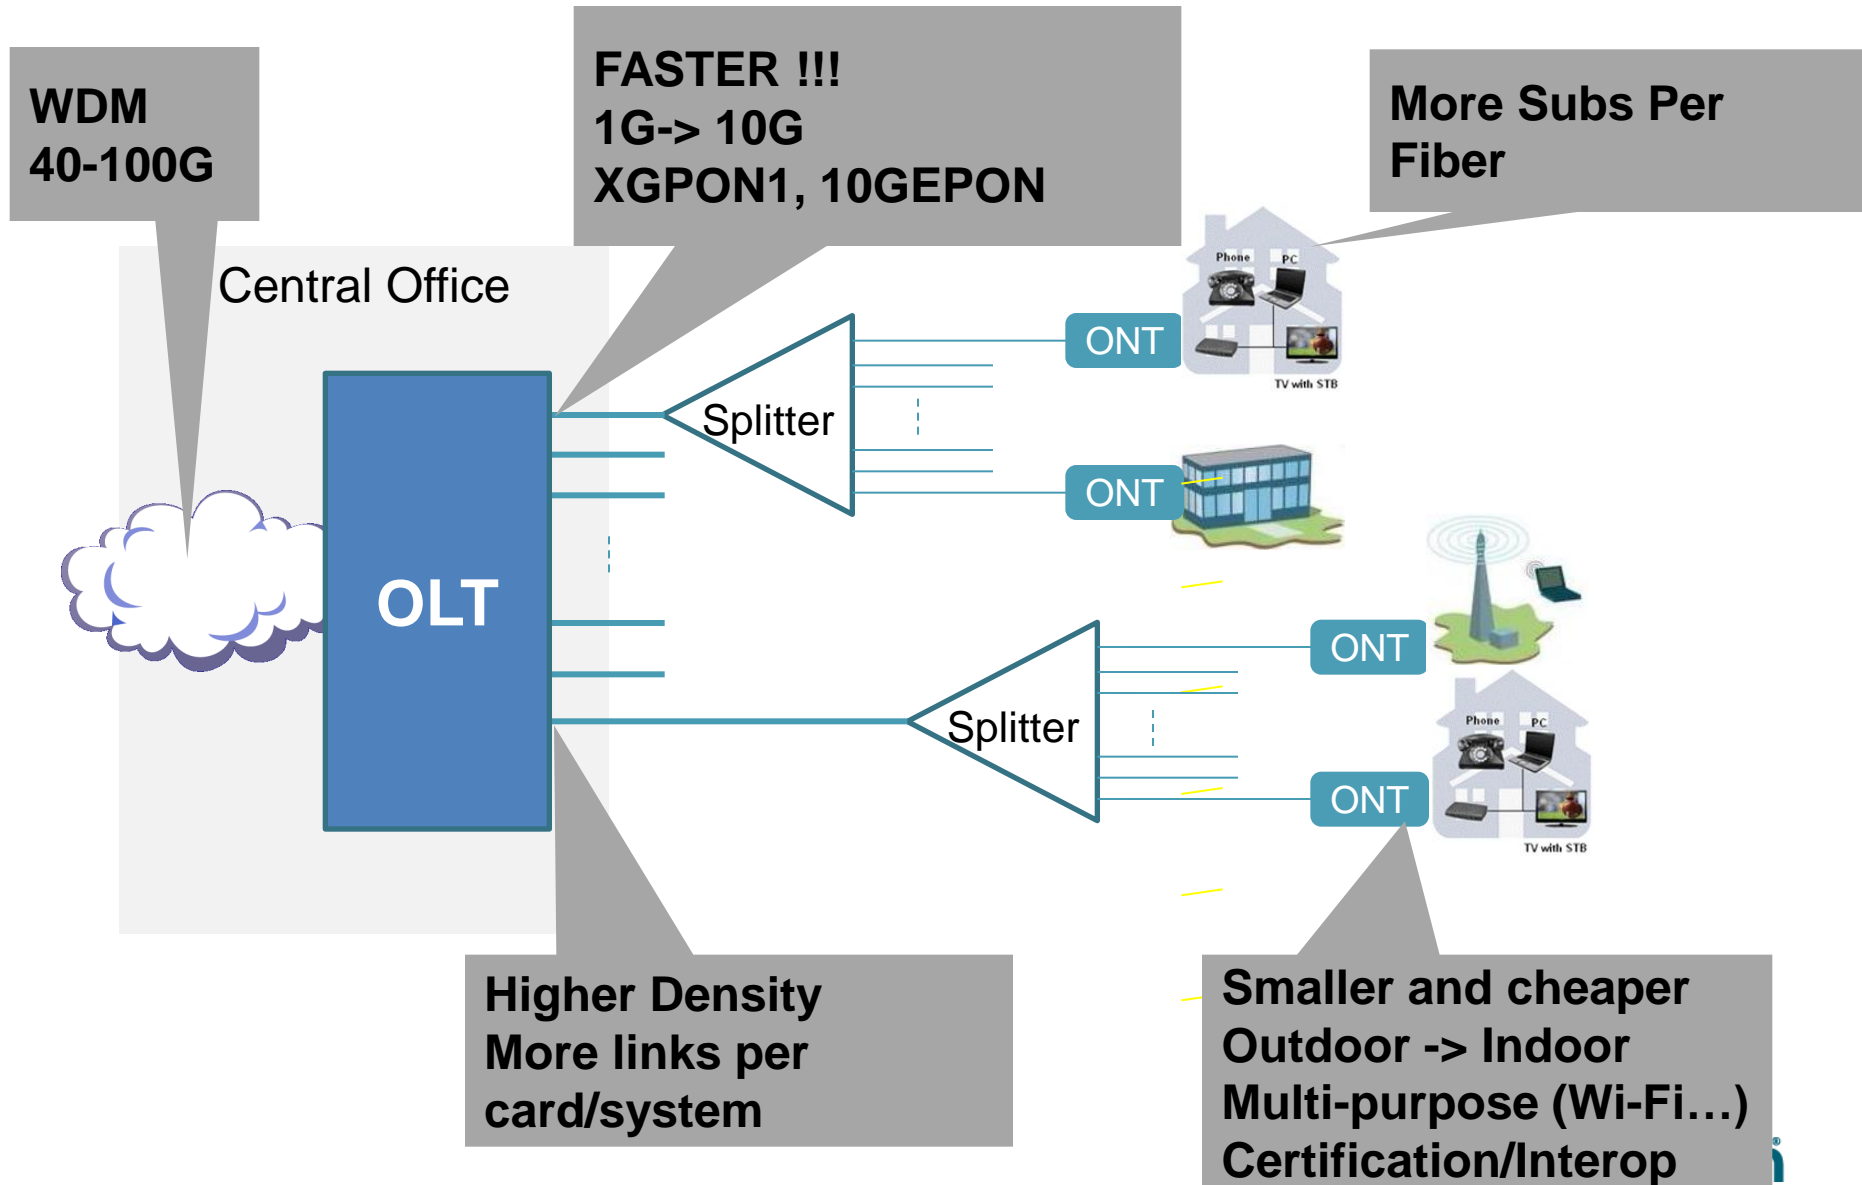 WDM
40-100G
FASTER !!!
1G-> 10G
XGPON1, 10GEPON
More Subs Per
Fiber
Central Office
OLT
Splitter
ONT
Phone PC
TV with STB
ONT
Splitter
ONT
Phone PC
ONT
TV with STB
Higher Density
More links per
card/system
Smaller and cheaper
Outdoor -> Indoor
Multi-purpose (Wi-Fi…)
Certification/Interop